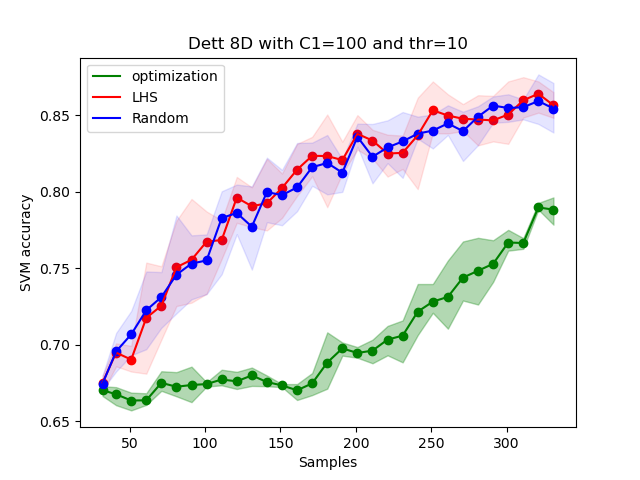 Dett 8D with C1=100 and thr=10
optimization
LHS
Random
SVM accuracy
0.85
0.80
0.75
0.70
0.65
50
100
150
200
250
300
Samples